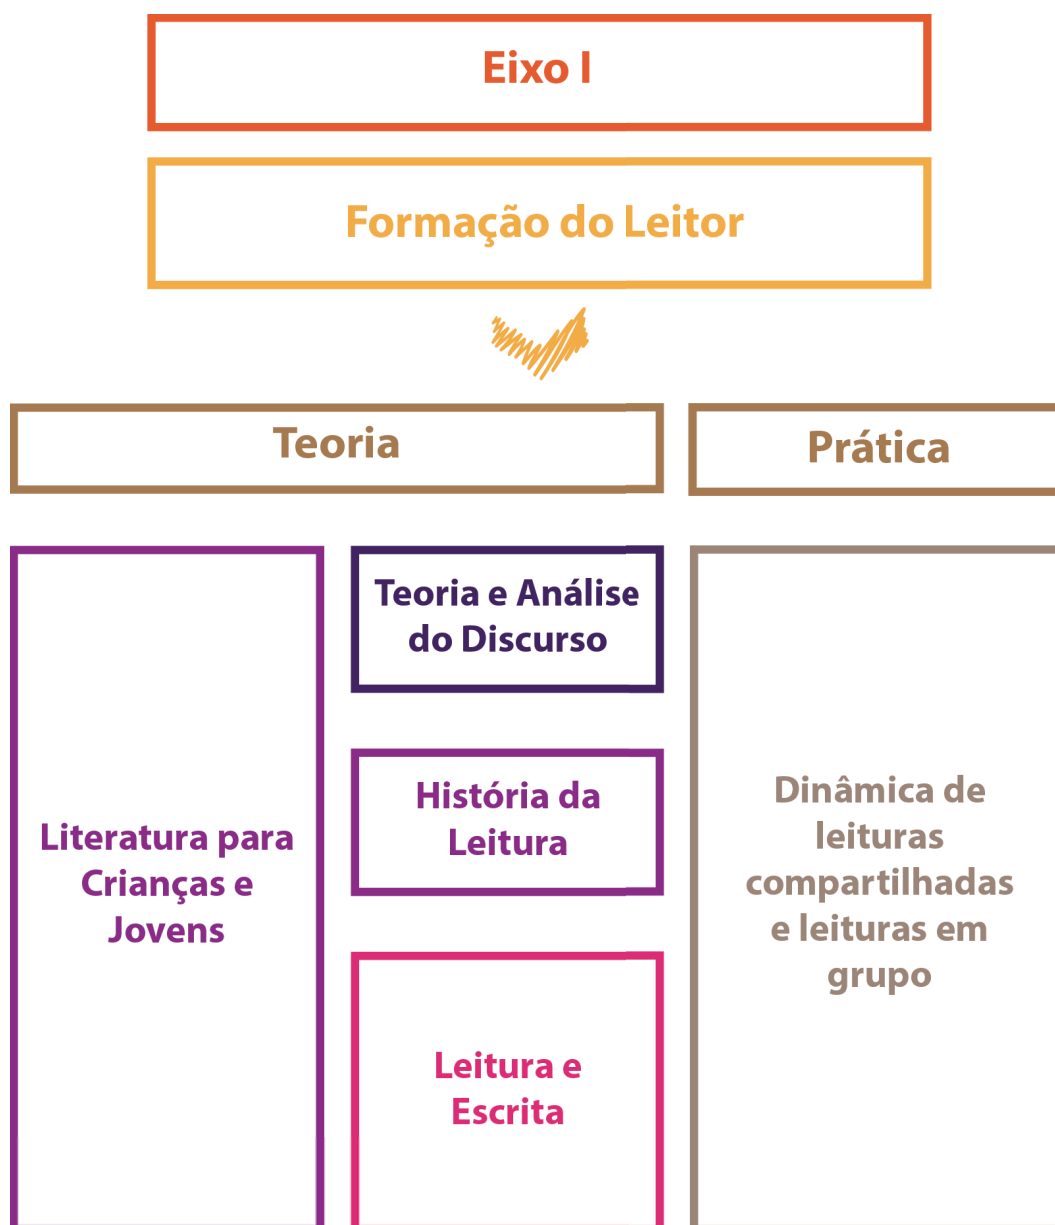 Eixo I
Formação do Leitor
Teoria
Prática
Literatura para
Crianças e
Jovens
Teoria e Análise
do Discurso
História da
Leitura
Leitura e
Escrita
Dinâmica de
leituras
compartilhadas
e leituras em
grupo